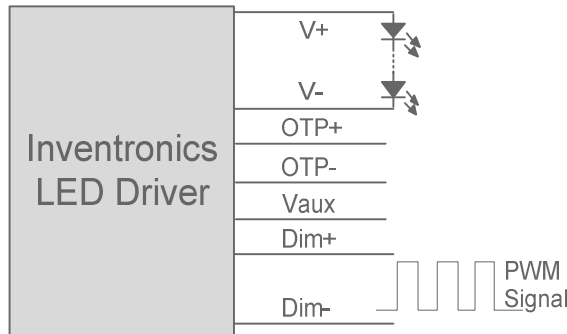 Inventronics
LED Driver
V+
V-
OTP+
OTP-
Vaux
Dim+
Dim-
PWM
Signal